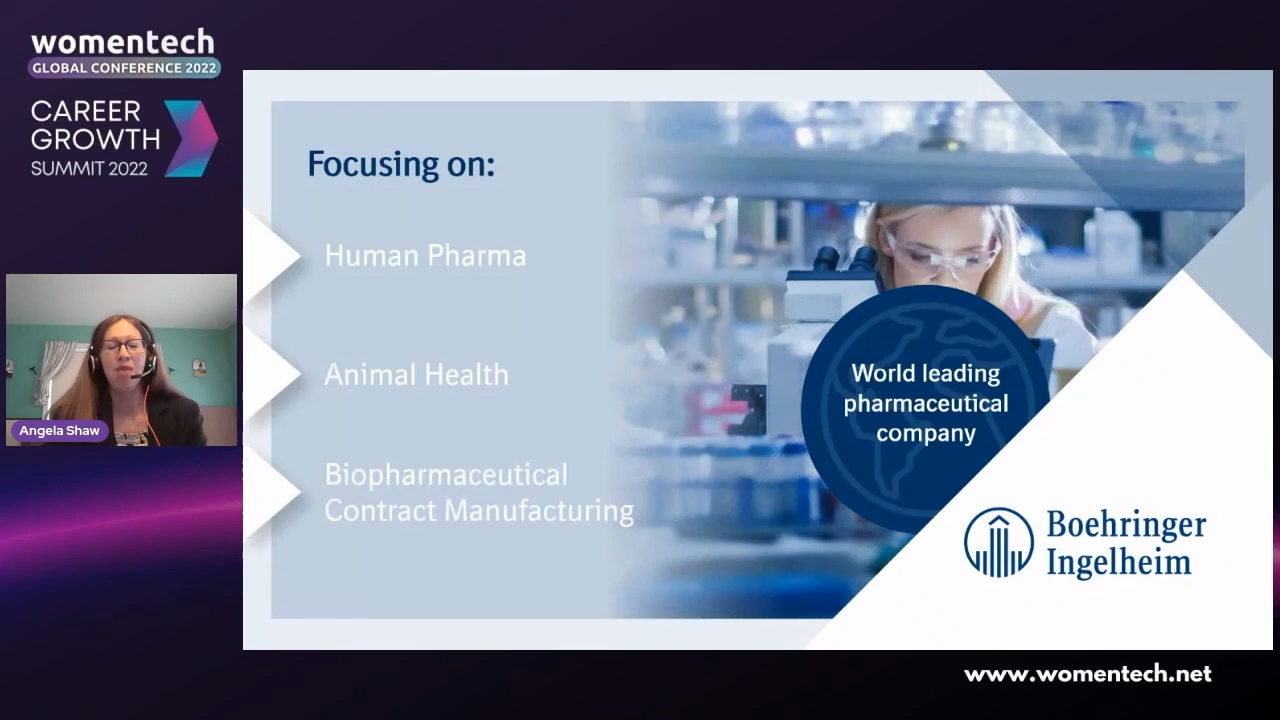 womentech
GLOBAL CONFERENCE 2022
CAREER
GROWTH
SUMMIT 2022
Angela Shaw
Focusing on:
Human Pharma
Animal Health
Biopharmaceutical
Contract Manufacturing
World leading
pharmaceutical
company
Boehringer
Ingelheim
www.womentech.net